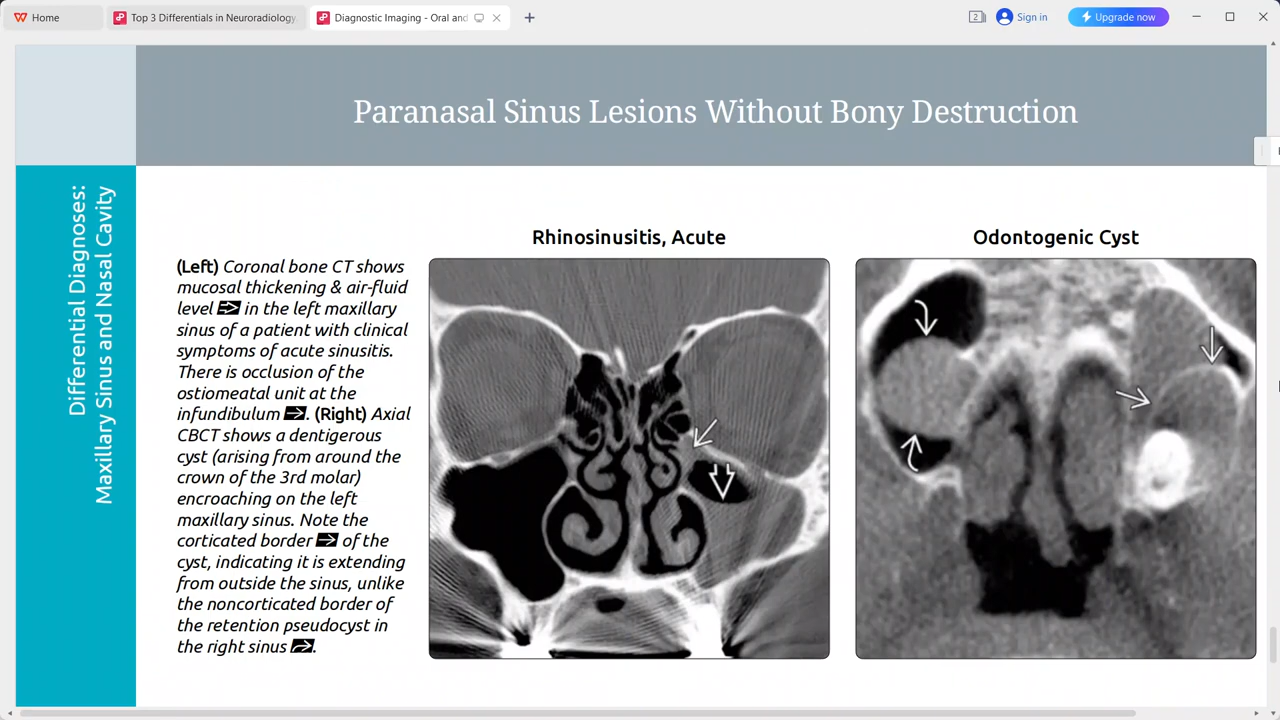 Home
Top 3 Differentials in Neuroradiology.
Diagnostic Imaging - Oral and
2
Sign in
Upgrade now
Paranasal Sinus Lesions Without Bony Destruction
Differential Diagnoses:
Maxillary Sinus and Nasal Cavity
(Left) Coronal bone CT shows
mucosal thickening & air-fluid
level in the left maxillary
sinus of a patient with clinical
symptoms of acute sinusitis.
There is occlusion of the
ostiomeatal unit at the
infundibulum . (Right) Axial
CBCT shows a dentigerous
cyst (arising from around the
crown of the 3rd molar)
encroaching on the left
maxillary sinus. Note the
corticated border of the
cyst, indicating it is extending
from outside the sinus, unlike
the noncorticated border of
the retention pseudocyst in
the right sinus .
Rhinosinusitis, Acute
Odontogenic Cyst